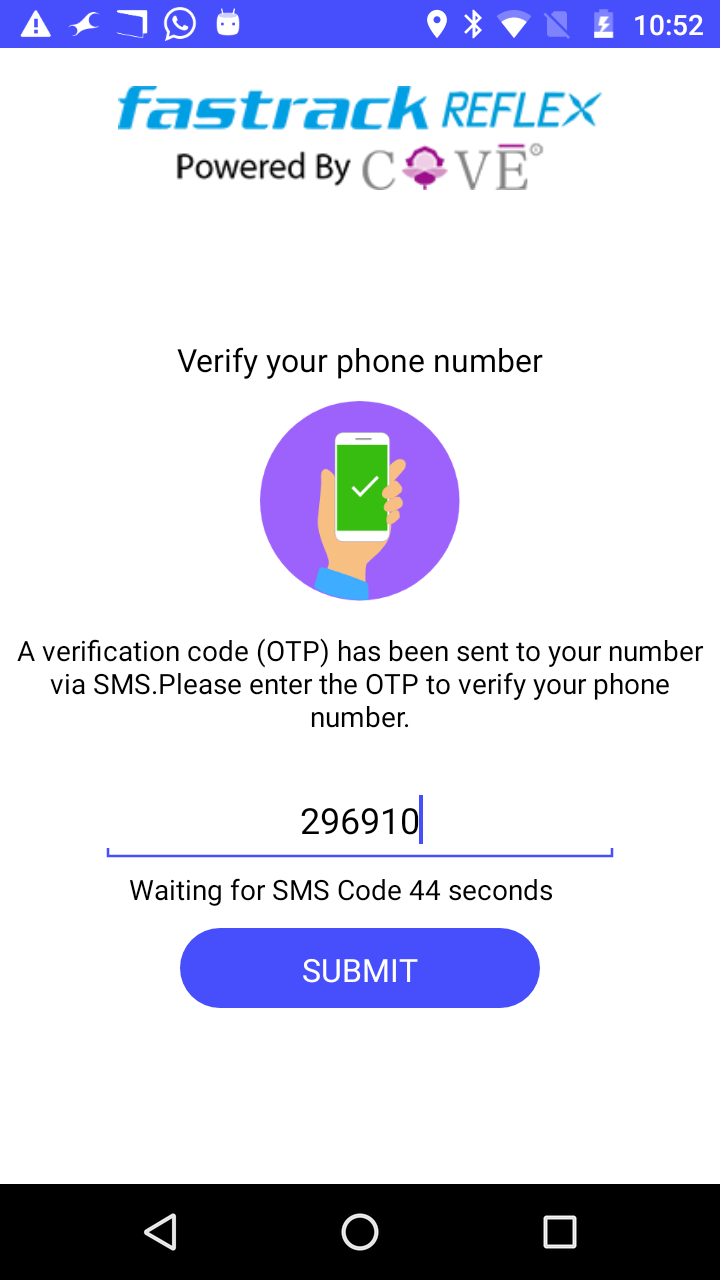 10:52
fastrack REFLEX
Powered By COVĒ®
Verify your phone number
A verification code (OTP) has been sent to your number
via SMS.Please enter the OTP to verify your phone
number.
296910
Waiting for SMS Code 44 seconds
SUBMIT